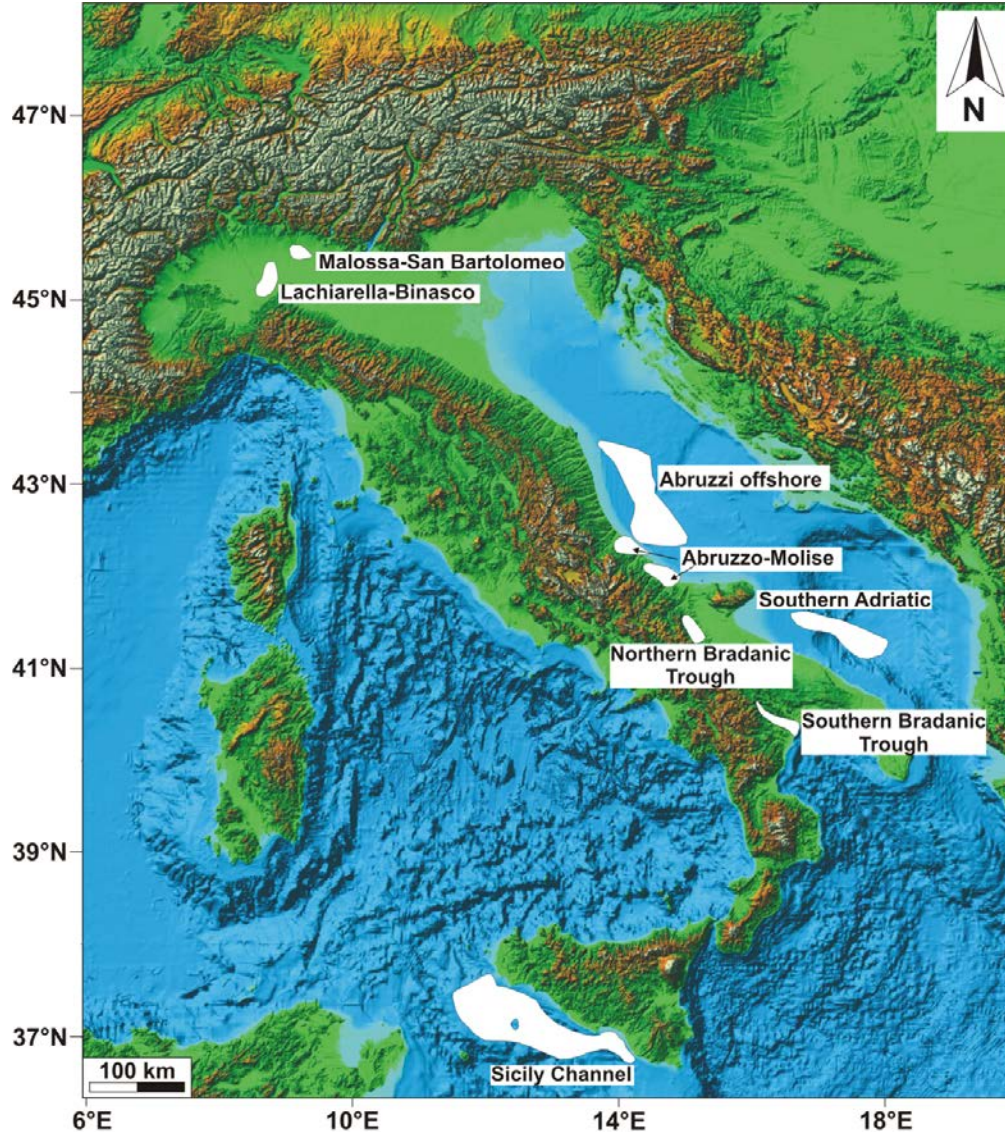 N
47°N
Malossa-San Bartolomeo
Lachiarella-Binasco
45°N
43°N
Abruzzi offshore
Abruzzo-Molise
Southern Adriatic
41°N
Northern Bradanic
Trough
Southern Bradanic
Trough
39°N
37°N
100 km
Sicily Channel
6°E
10°E
14°E
18°E